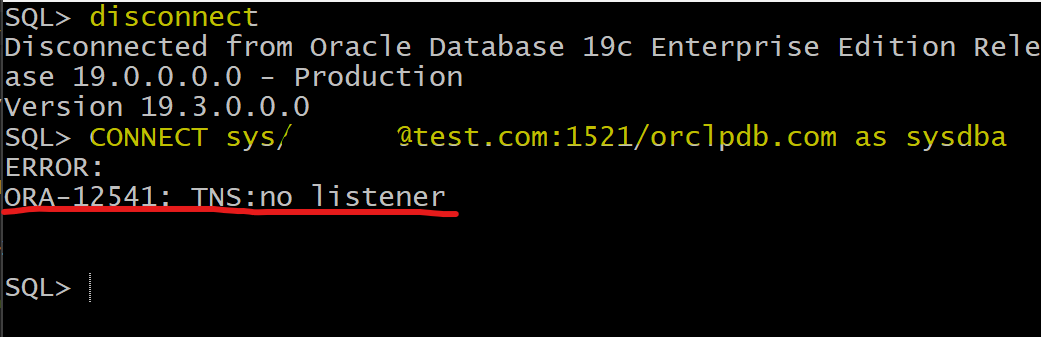 SQL> disconnect
Disconnected from Oracle Database 19c Enterprise Edition Rele
ase 19.0.0.0.0 - Production
Version 19.3.0.0.0
SQL> CONNECT sys/ @test.com:1521/orclpdb.com as sysdba
ERROR:
ORA-12541: TNS:no listener
SQL>